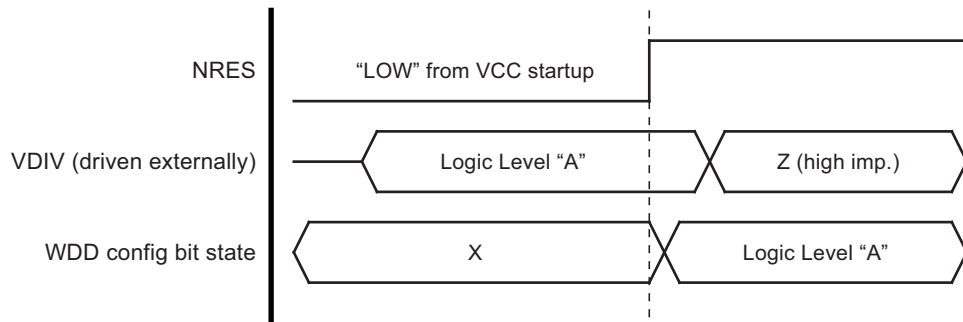 NRES
“LOW” from VCC startup
VDIV (driven externally)
Logic Level “A”
Z (high imp.)
WDD config bit state
X
Logic Level “A”